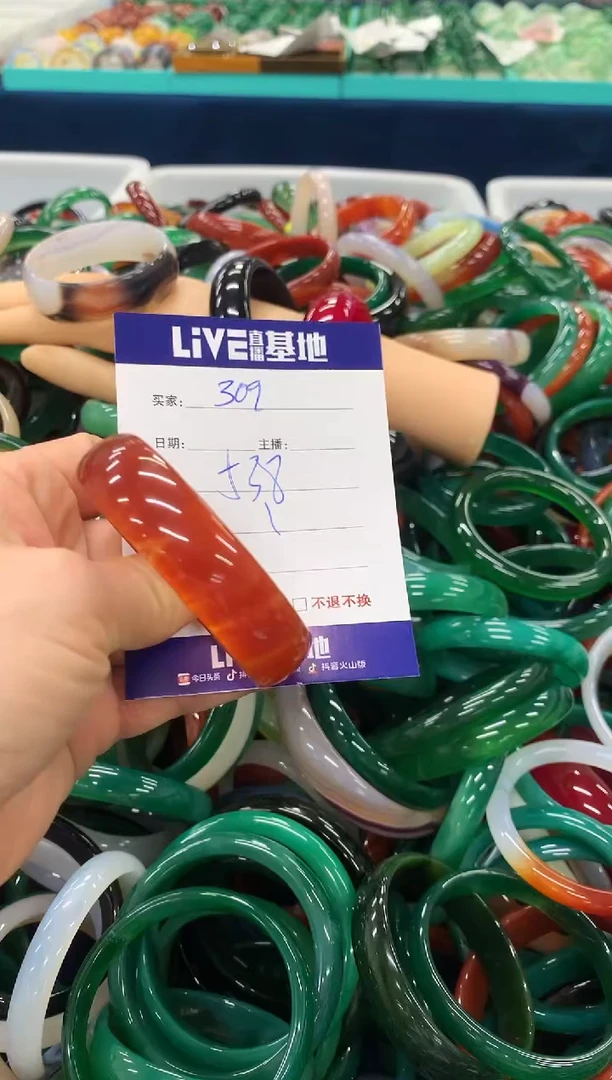 LIVE直播基地
买家: 309
日期: 主播:
538
不退不换
今日头条 抖音火山版